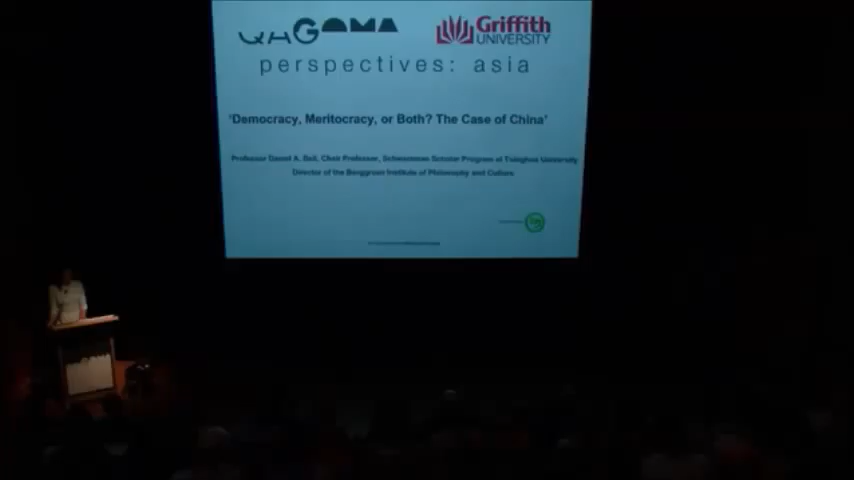 QAGOMA
Griffith
UNIVERSITY
perspectives: asia
'Democracy, Meritocracy, or Both? The Case of China'
Professor Daniel A. Bell, Chair Professor, Schwarzman Scholar Program at Tsinghua University
Director of the Berggruen Institute of Philosophy and Culture